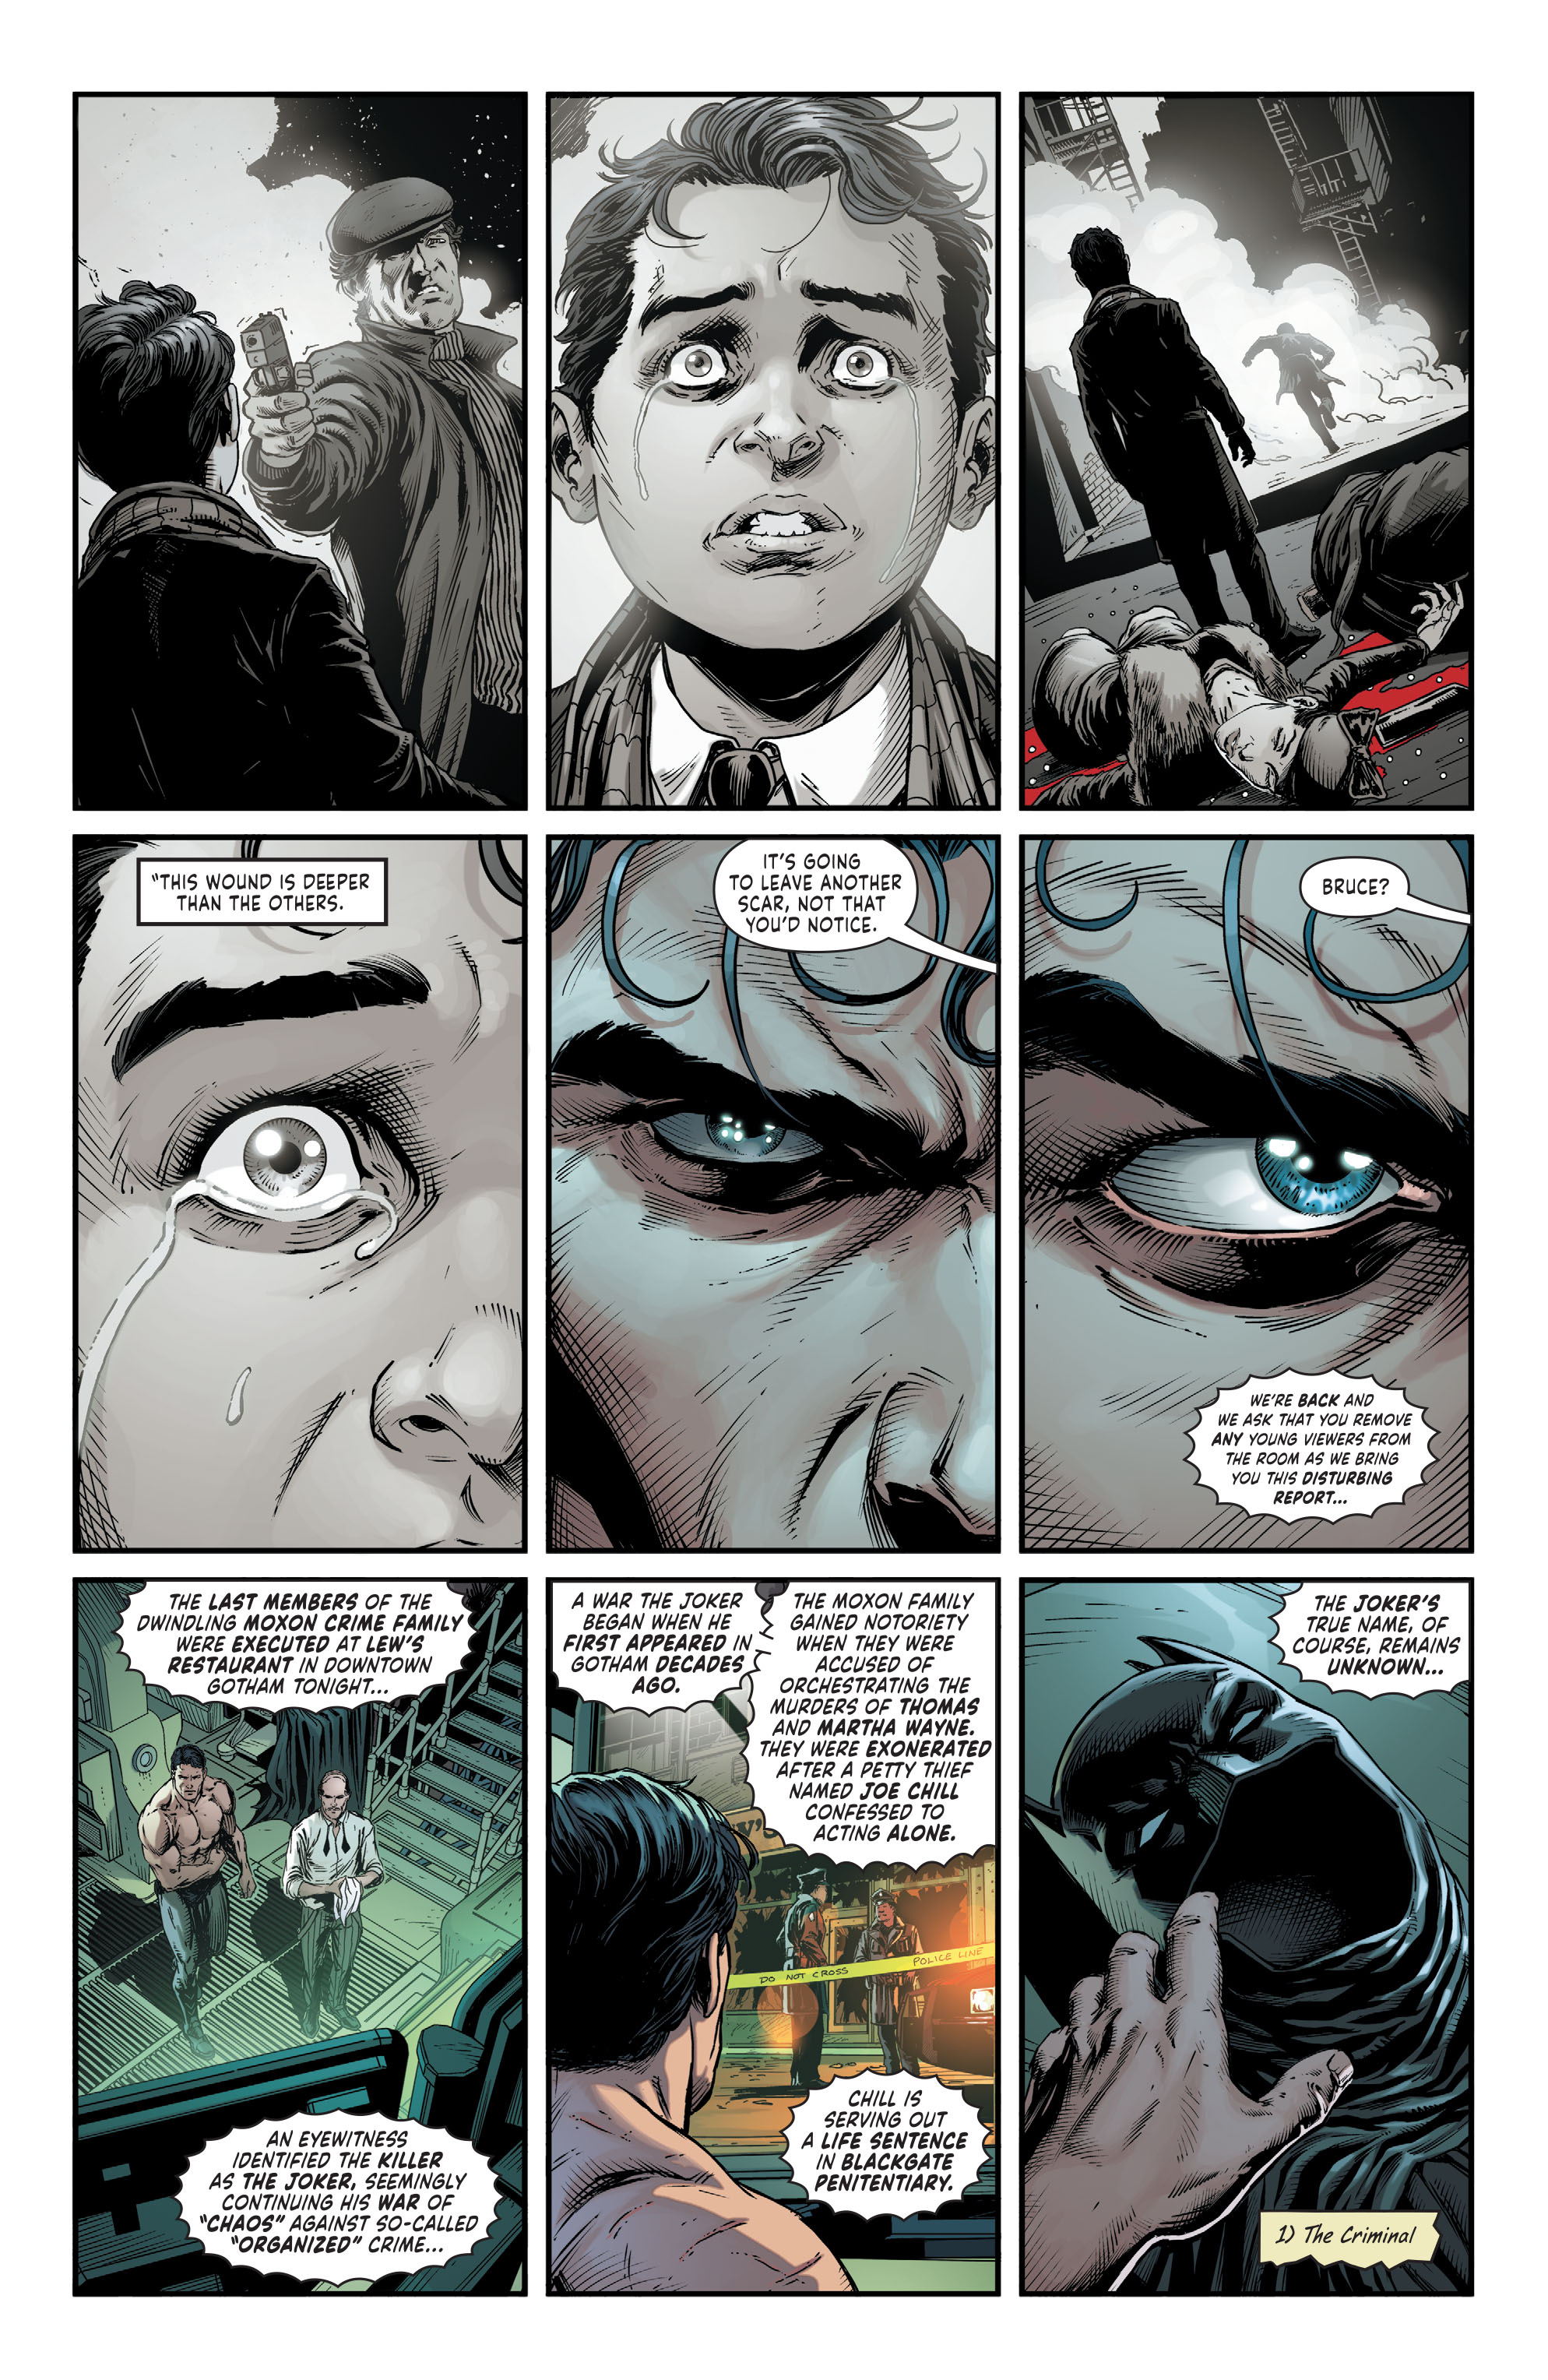 "THIS WOUND IS DEEPER
THAN THE OTHERS.
IT'S GOING
TO LEAVE ANOTHER
SCAR, NOT THAT
YOU'D NOTICE.
BRUCE?
WE'RE BACK AND
WE ASK THAT YOU REMOVE
ANY YOUNG VIEWERS FROM
THE ROOM AS WE BRING
YOU THIS DISTURBING
REPORT...
THE LAST MEMBERS OF THE
DWINDLING MOXON CRIME FAMILY
WERE EXECUTED AT LEW'S
RESTAURANT IN DOWNTOWN
GOTHAM TONIGHT...
AN EYEWITNESS
IDENTIFIED THE KILLER
AS THE JOKER, SEEMINGLY
CONTINUING HIS WAR OF
"CHAOS" AGAINST SO-CALLED
"ORGANIZED" CRIME...
A WAR THE JOKER
BEGAN WHEN HE
FIRST APPEARED IN
GOTHAM DECADES
AGO.
THE MOXON FAMILY
GAINED NOTORIETY
WHEN THEY WERE
ACCUSED OF
ORCHESTRATING THE
MURDERS OF THOMAS
AND MARTHA WAYNE.
THEY WERE EXONERATED
AFTER A PETTY THIEF
NAMED JOE CHILL
CONFESSED TO
ACTING ALONE.
DO NOT CROSS POLICE LINE
CHILL IS
SERVING OUT
A LIFE SENTENCE
IN BLACKGATE
PENITENTIARY.
THE JOKER'S
TRUE NAME, OF
COURSE, REMAINS
UNKNOWN...
1) The Criminal